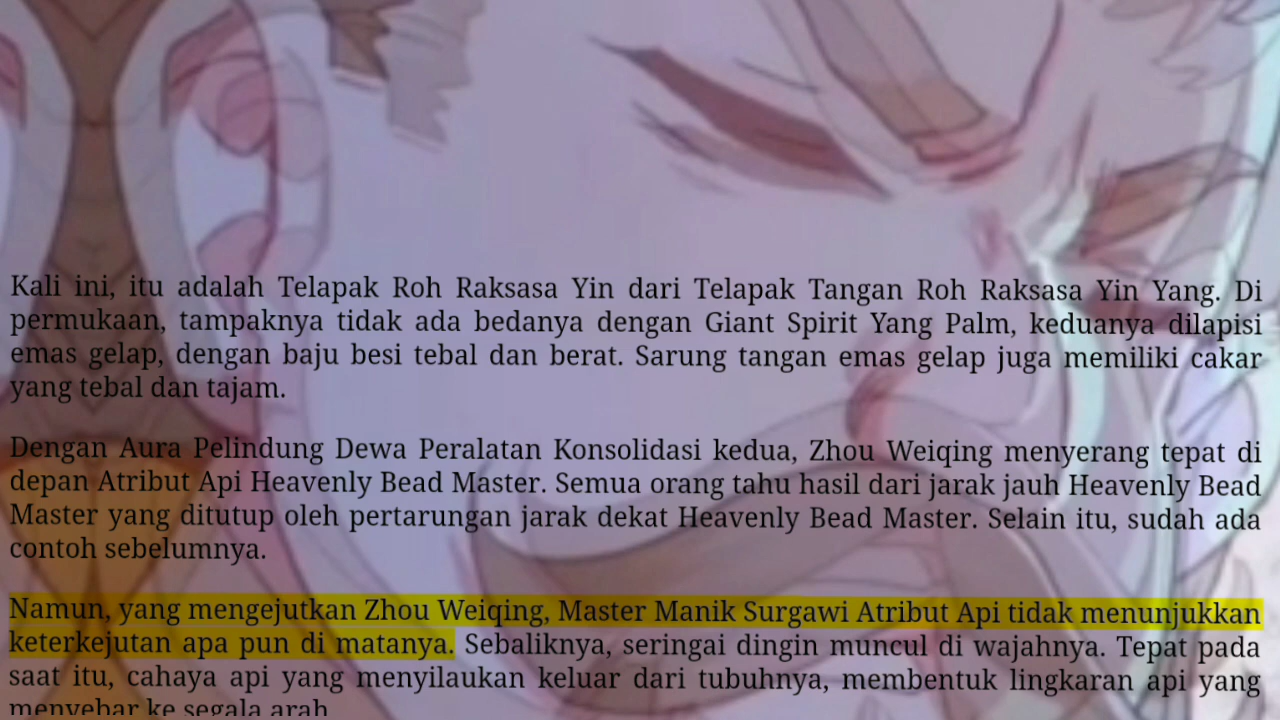 Kali ini, itu adalah Telapak Roh Raksasa Yin dari Telapak Tangan Roh Raksasa Yin Yang. Di
permukaan, tampaknya tidak ada bedanya dengan Giant Spirit Yang Palm, keduanya dilapisi
emas gelap, dengan baju besi tebal dan berat. Sarung tangan emas gelap juga memiliki cakar
yang tebal dan tajam.
Dengan Aura Pelindung Dewa Peralatan Konsolidasi kedua, Zhou Weiqing menyerang tepat di
depan Atribut Api Heavenly Bead Master. Semua orang tahu hasil dari jarak jauh Heavenly Bead
Master yang ditutup oleh pertarungan jarak dekat Heavenly Bead Master. Selain itu, sudah ada
contoh sebelumnya.
Namun, yang mengejutkan Zhou Weiqing, Master Manik Surgawi Atribut Api tidak menunjukkan
keterkejutan apa pun di matanya. Sebaliknya, seringai dingin muncul di wajahnya. Tepat pada
saat itu, cahaya api yang menyilaukan keluar dari tubuhnya, membentuk lingkaran api yang
menyebar ke segala arah